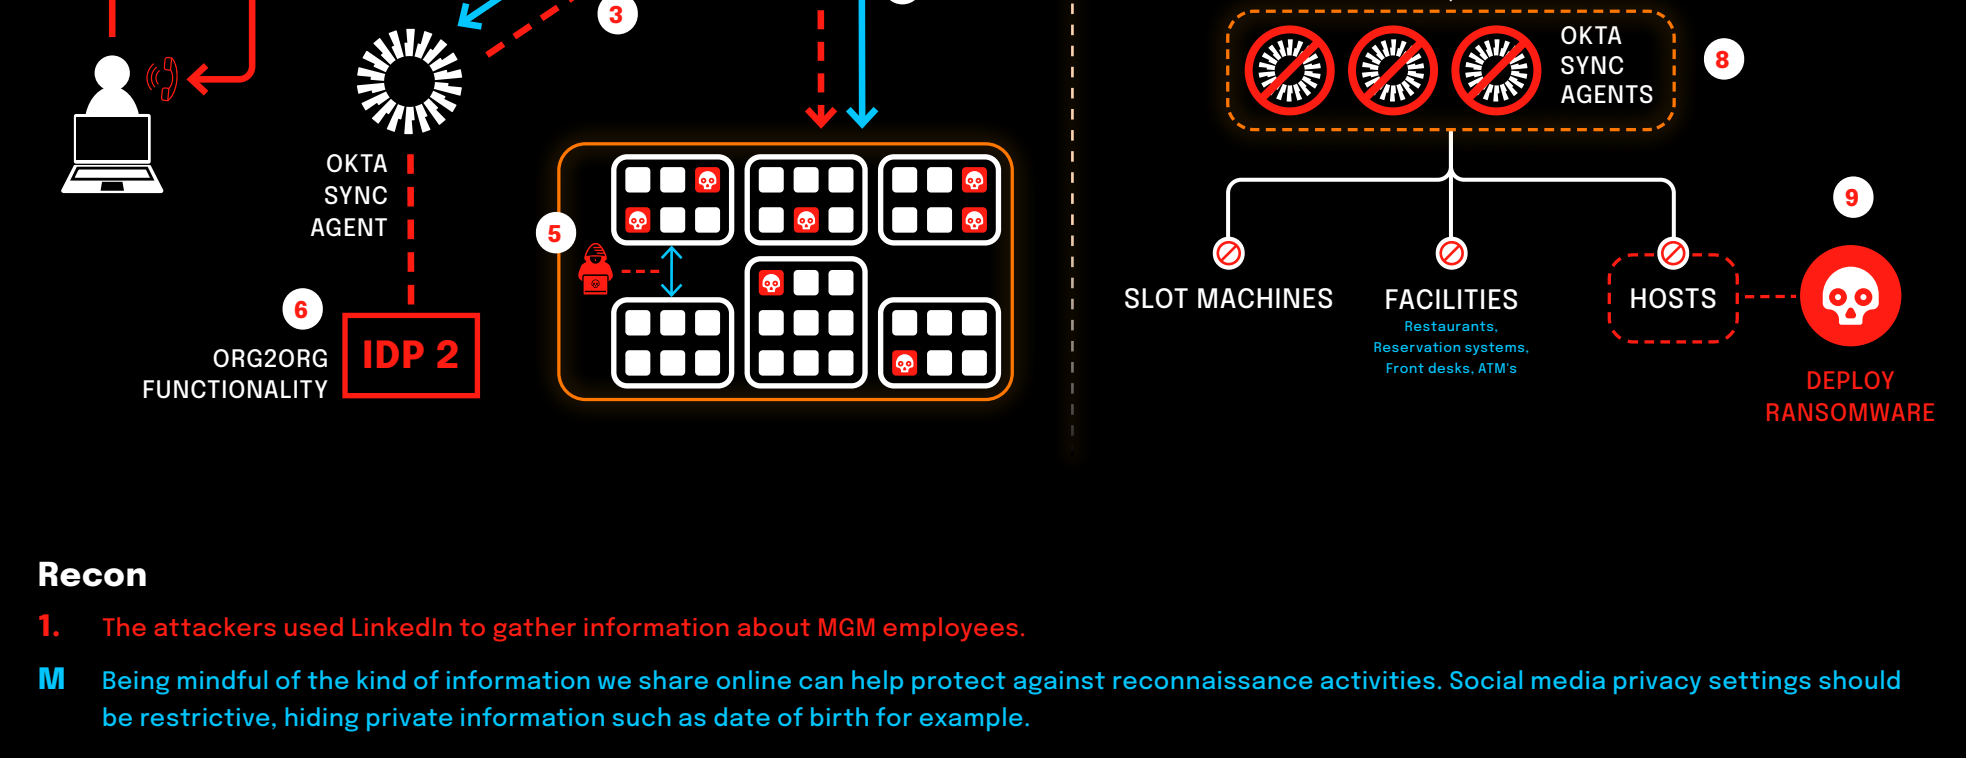 3
OKTA
SYNC
AGENTS
8
OKTA
SYNC
AGENT
5
9
6
ORG2ORG
FUNCTIONALITY
IDP 2
SLOT MACHINES
FACILITIES
Restaurants,
Reservation systems,
Front desks, ATM's
HOSTS
DEPLOY
RANSOMWARE
Recon
1. The attackers used LinkedIn to gather information about MGM employees.
M Being mindful of the kind of information we share online can help protect against reconnaissance activities. Social media privacy settings should
be restrictive, hiding private information such as date of birth for example.